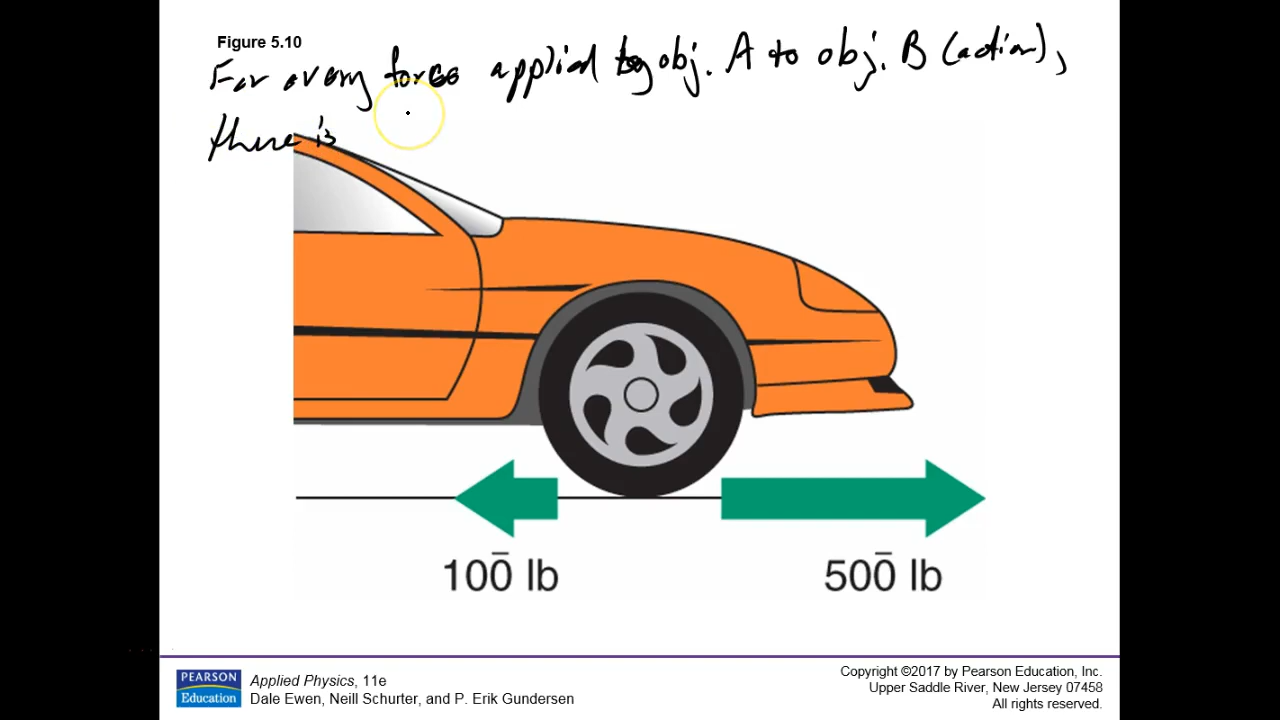 Figure 5.10
For every force applied by obj. A to obj. B (action),
there is
100̅ lb
500̅ lb
PEARSON
Education
Applied Physics, 11e
Dale Ewen, Neill Schurter, and P. Erik Gundersen
Copyright ©2017 by Pearson Education, Inc.
Upper Saddle River, New Jersey 07458
All rights reserved.